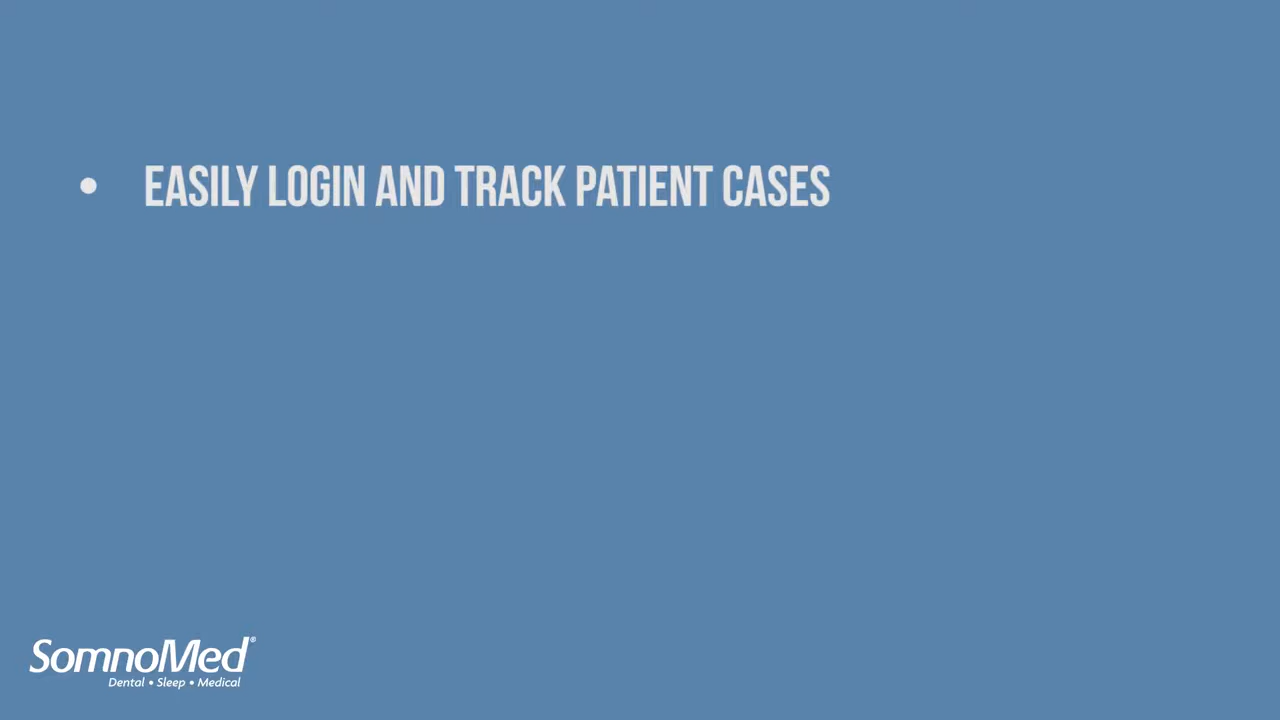 • EASILY LOGIN AND TRACK PATIENT CASES
SomnoMed®
Dental • Sleep • Medical